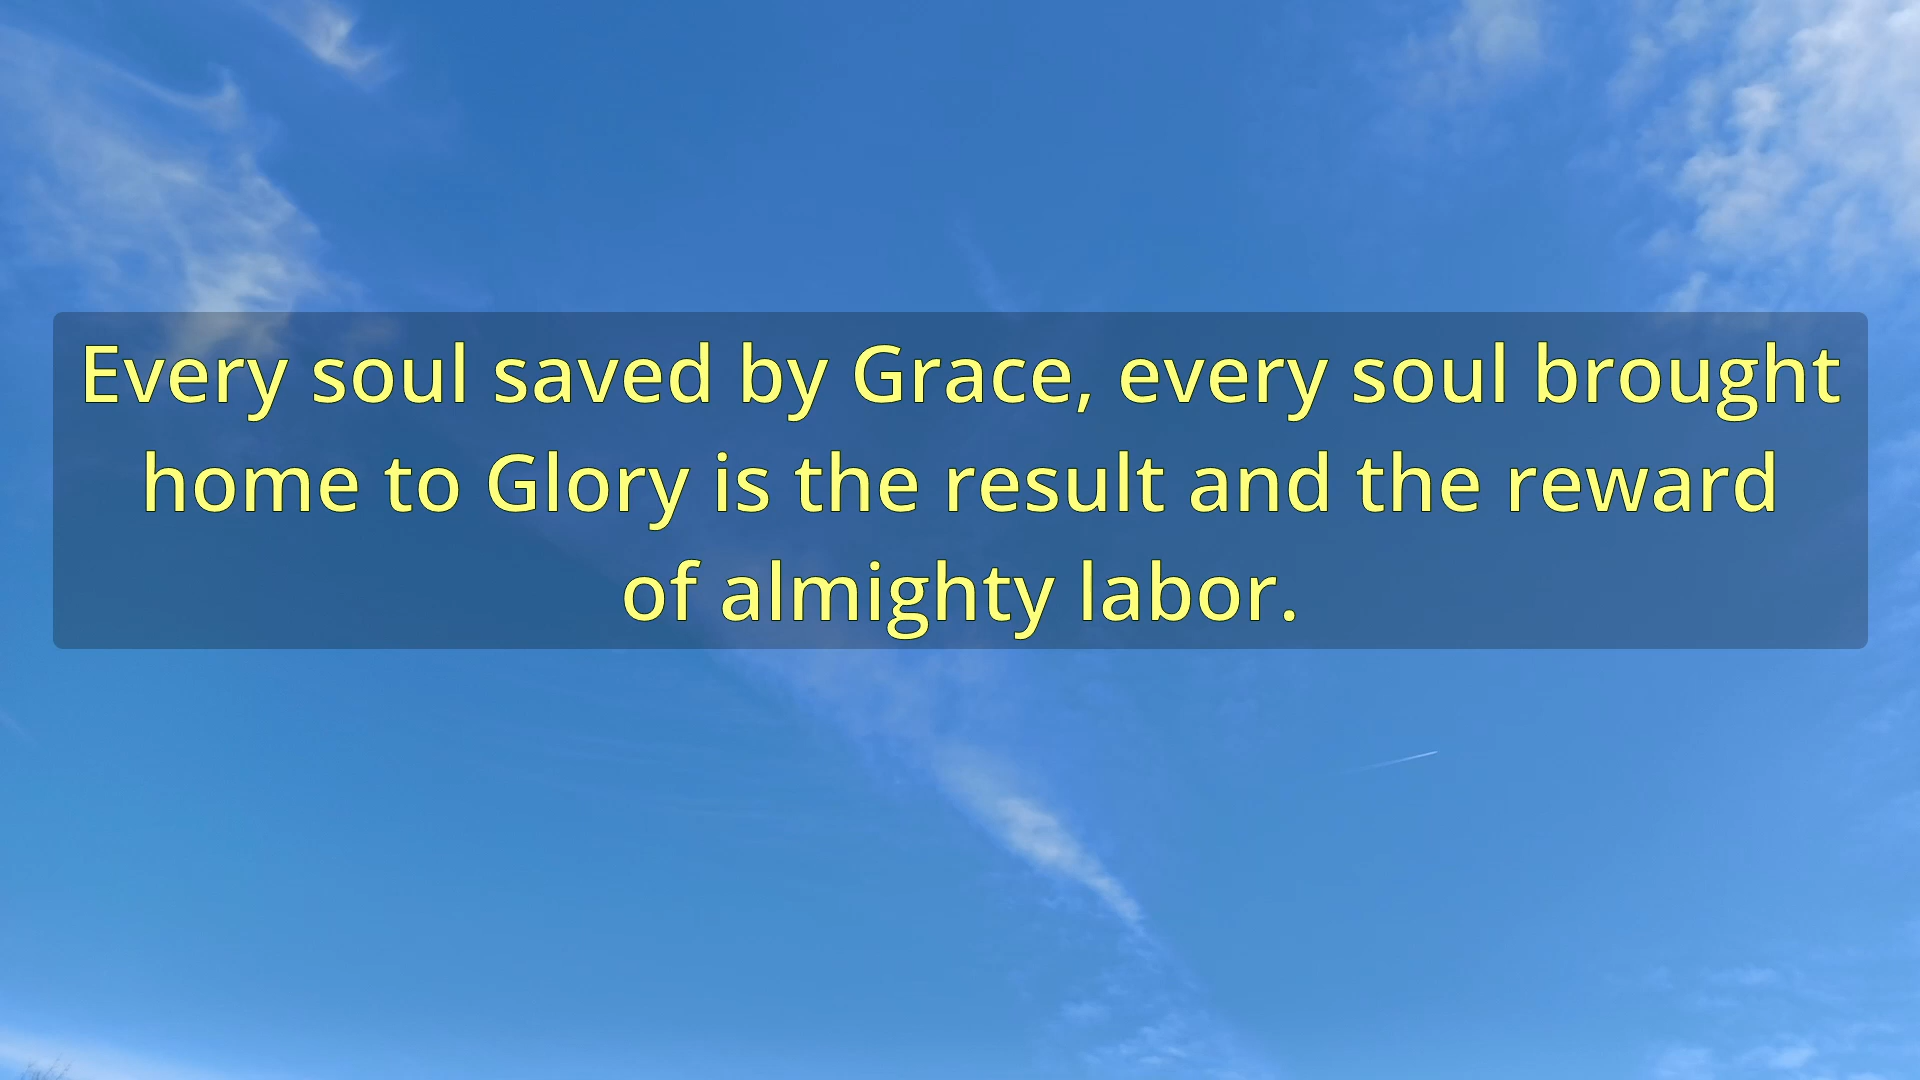 Every soul saved by Grace, every soul brought
home to Glory is the result and the reward
of almighty labor.